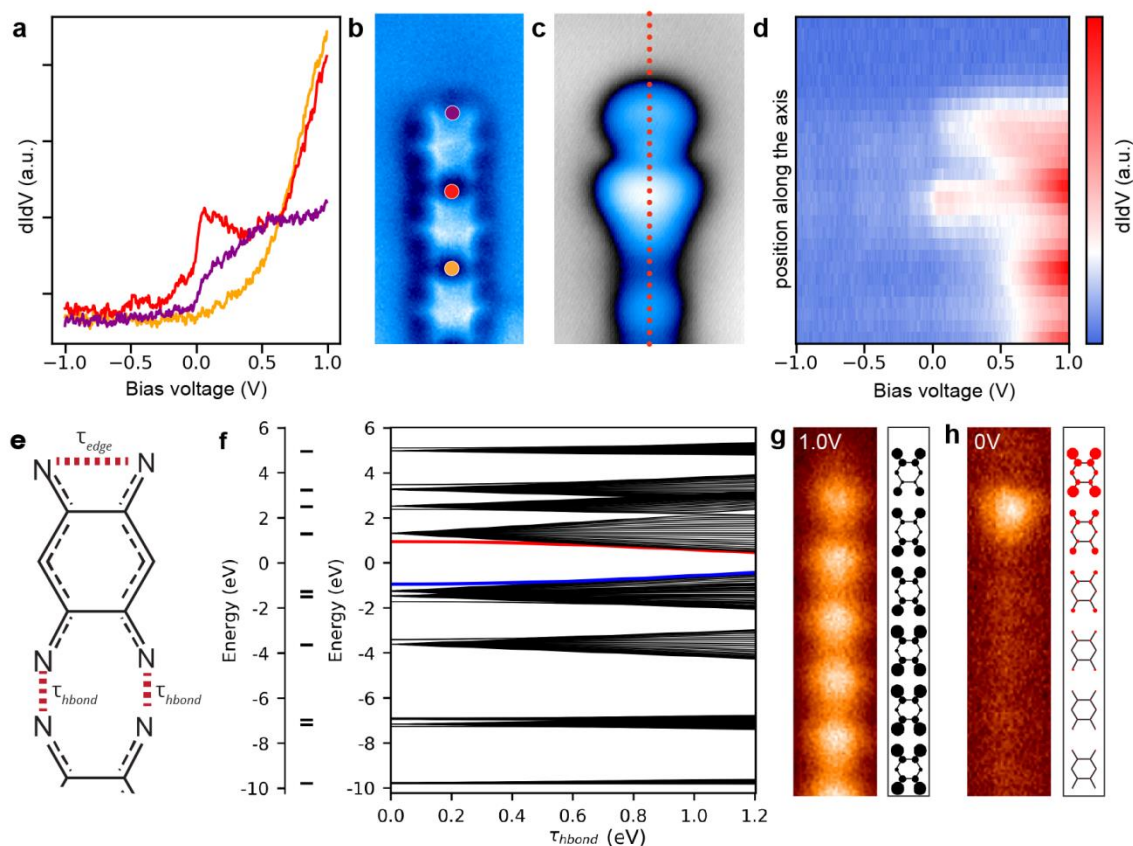 a
dIdV (a.u.)
−1.0 −0.5 0.0 0.5 1.0
Bias voltage (V)
b
c
d
position along the axis
−1.0 −0.5 0.0 0.5 1.0
Bias voltage (V)
dIdV (a.u.)
e
τedge
N N
N N
τhbond τhbond
N N
f
Energy (eV)
6
4
2
0
-2
-4
-6
-8
-10
Energy (eV)
6
4
2
0
-2
-4
-6
-8
-10
0.0 0.2 0.4 0.6 0.8 1.0 1.2
τhbond (eV)
g
1.0V
h
0V